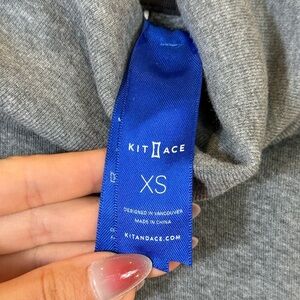 KIT ACE
XS
DESIGNED IN VANCOUVER
MADE IN CHINA
KITANDACE.COM